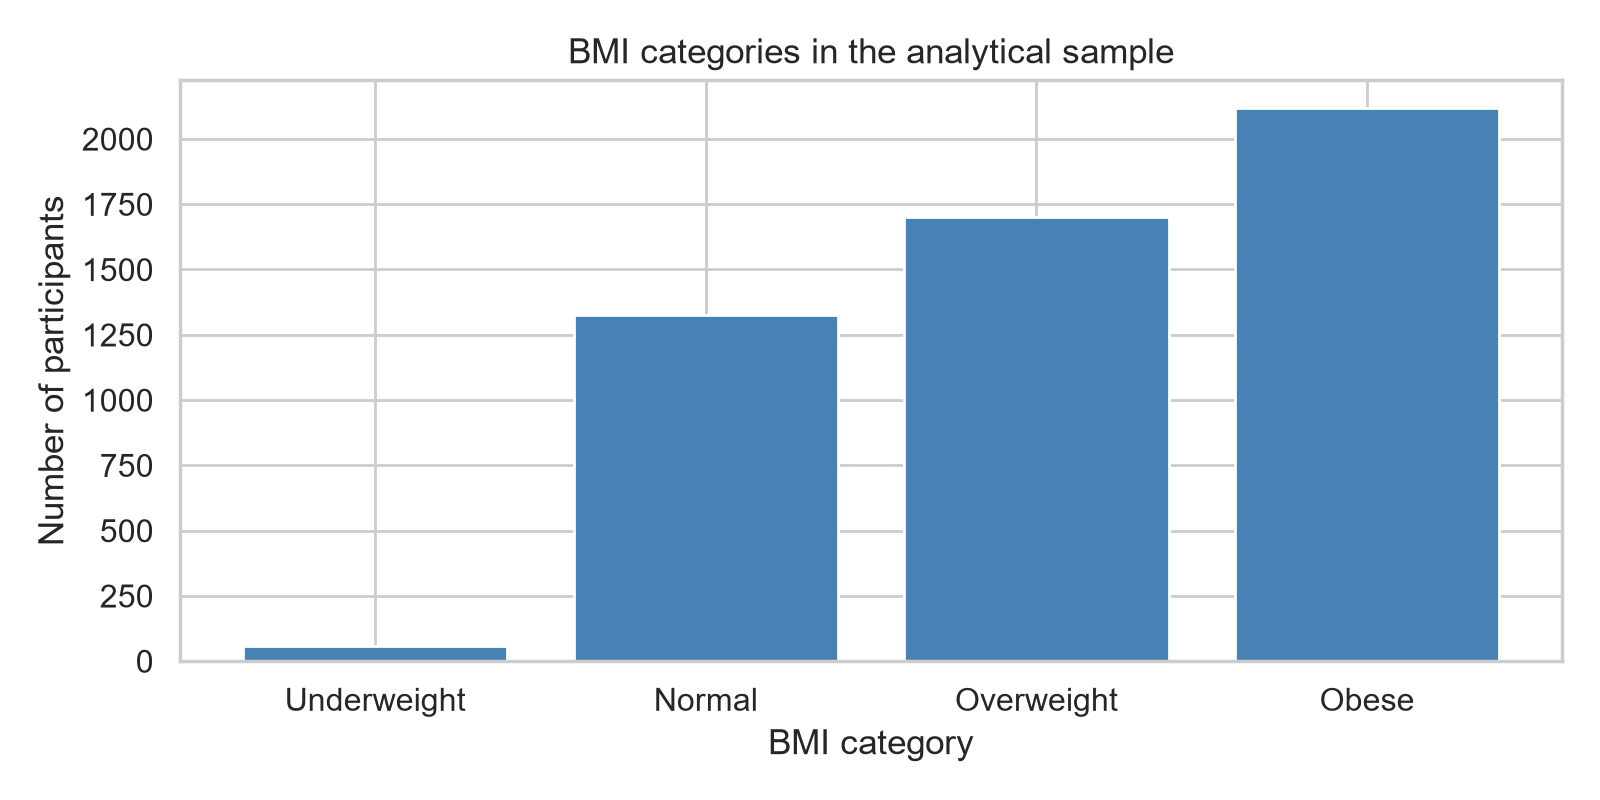 BMI categories in the analytical sample
Number of participants
2000
1750
1500
1250
1000
750
500
250
0
Underweight Normal Overweight Obese
BMI category